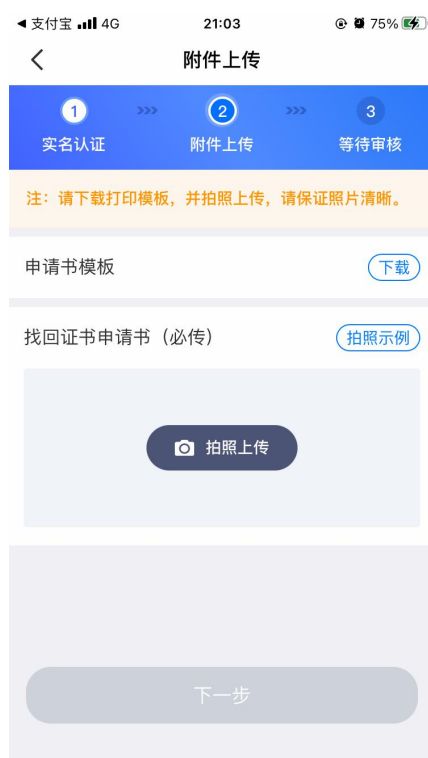 支付宝 4G 21:03 75%
附件上传
1 >>> 2 >>> 3
实名认证 附件上传 等待审核
注：请下载打印模板，并拍照上传，请保证照片清晰。
申请书模板 下载
找回证书申请书（必传） 拍照示例
拍照上传
下一步